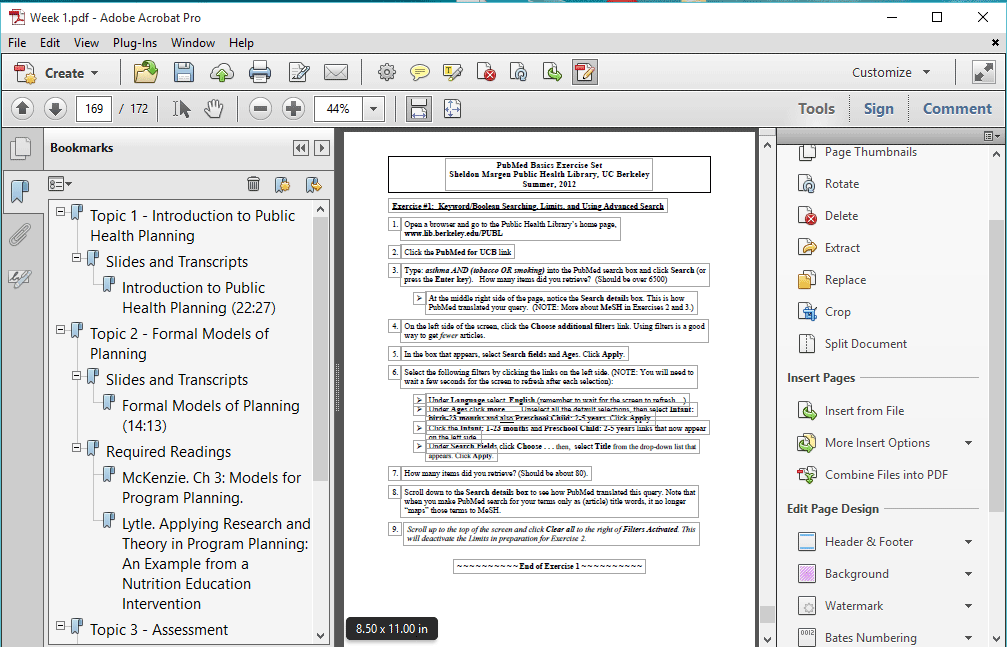 Week 1.pdf - Adobe Acrobat Pro
File Edit View Plug-Ins Window Help
Create
Customize
169 / 172
44%
Tools
Sign
Comment
Bookmarks
Topic 1 - Introduction to Public
Health Planning
Slides and Transcripts
Introduction to Public
Health Planning (22:27)
Topic 2 - Formal Models of
Planning
Slides and Transcripts
Formal Models of Planning
(14:13)
Required Readings
McKenzie. Ch 3: Models for
Program Planning.
Lytle. Applying Research and
Theory in Program Planning:
An Example from a
Nutrition Education
Intervention
Topic 3 - Assessment
PubMed Basics Exercise Set
Sheldon Margen Public Health Library, UC Berkeley
Summer, 2012
Exercise #1: Keyword/Boolean Searching, Limits, and Using Advanced Search
1. Open a browser and go to the Public Health Library's home page,
www.lib.berkeley.edu/PUBL
2. Click the PubMed for UCB link
3. Type: asthma AND (tobacco OR smoking) into the PubMed search box and click Search (or
press the Enter key). How many items did you retrieve? (Should be over 6500)
➢ At the middle right side of the page, notice the Search details box. This is how
PubMed translated your query. (NOTE: More about MeSH in Exercises 2 and 3.)
4. On the left side of the screen, click the Choose additional filters link. Using filters is a good
way to get fewer articles.
5. In the box that appears, select Search fields and Ages. Click Apply.
6. Select the following filters by clicking the links on the left side. (NOTE: You will need to
wait a few seconds for the screen to refresh after each selection):
➢ Under Language select English (remember to wait for the screen to refresh...)
➢ Under Ages click more... Unselect all the default selections, then select Infant:
birth-23 months and also Preschool Child: 2-5 years. Click Apply.
➢ Click the Infant: 1-23 months and Preschool Child: 2-5 years links that now appear
on the left side.
➢ Under Search Fields click Choose . . . then, select Title from the drop-down list that
appears. Click Apply.
7. How many items did you retrieve? (Should be about 80).
8. Scroll down to the Search details box to see how PubMed translated this query. Note that
when you make PubMed search for your terms only as (article) title words, it no longer
"maps" those terms to MeSH.
9. Scroll up to the top of the screen and click Clear all to the right of Filters Activated. This
will deactivate the Limits in preparation for Exercise 2.
~~~~~~~~~~End of Exercise 1~~~~~~~~~~
8.50 x 11.00 in
Page Thumbnails
Rotate
Delete
Extract
Replace
Crop
Split Document
Insert Pages
Insert from File
More Insert Options
Combine Files into PDF
Edit Page Design
Header & Footer
Background
Watermark
Bates Numbering